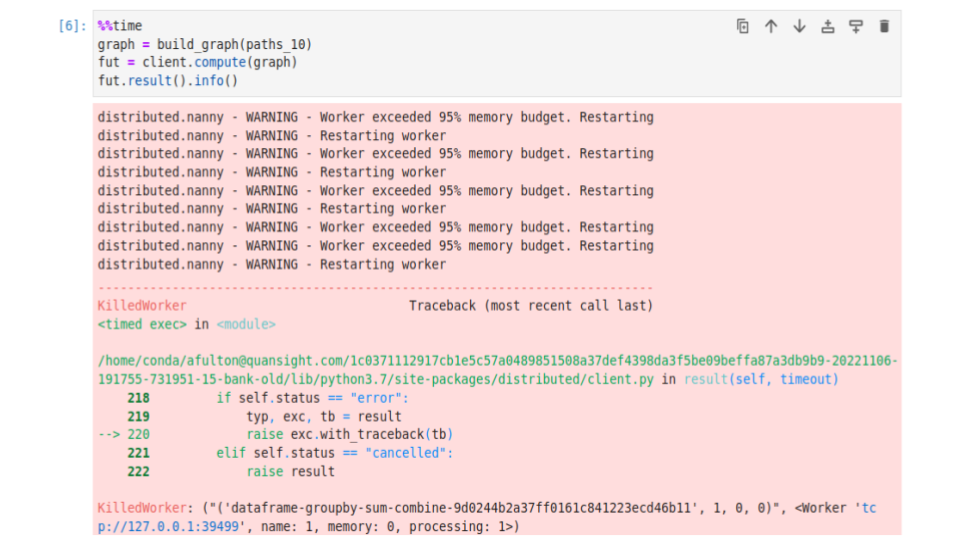 [6]: %%time
graph = build_graph(paths_10)
fut = client.compute(graph)
fut.result().info()
distributed.nanny - WARNING - Worker exceeded 95% memory budget. Restarting
distributed.nanny - WARNING - Restarting worker
distributed.nanny - WARNING - Worker exceeded 95% memory budget. Restarting
distributed.nanny - WARNING - Restarting worker
distributed.nanny - WARNING - Worker exceeded 95% memory budget. Restarting
distributed.nanny - WARNING - Restarting worker
distributed.nanny - WARNING - Worker exceeded 95% memory budget. Restarting
distributed.nanny - WARNING - Worker exceeded 95% memory budget. Restarting
distributed.nanny - WARNING - Restarting worker
---------------------------------------------------------------------------
KilledWorker                              Traceback (most recent call last)
<timed exec> in <module>
/home/conda/afulton@quansight.com/1c0371112917cb1e5c57a0489851508a37def4398da3f5be09beffa87a3db9b9-20221106-
191755-731951-15-bank-old/lib/python3.7/site-packages/distributed/client.py in result(self, timeout)
    218         if self.status == "error":
    219             typ, exc, tb = result
--> 220             raise exc.with_traceback(tb)
    221         elif self.status == "cancelled":
    222             raise result
KilledWorker: ("('dataframe-groupby-sum-combine-9d0244b2a37ff0161c841223ecd46b11', 1, 0, 0)", <Worker 'tc
p://127.0.0.1:39499', name: 1, memory: 0, processing: 1>)